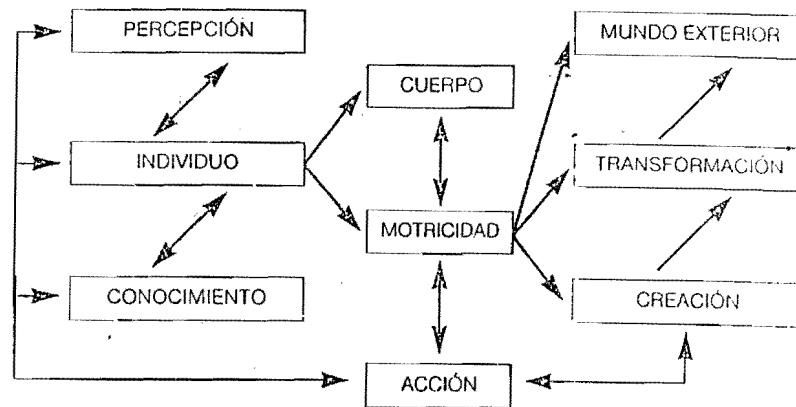 PERCEPCIÓN
MUNDO EXTERIOR
CUERPO
INDIVIDUO
TRANSFORMACIÓN
MOTRICIDAD
CONOCIMIENTO
CREACIÓN
ACCIÓN